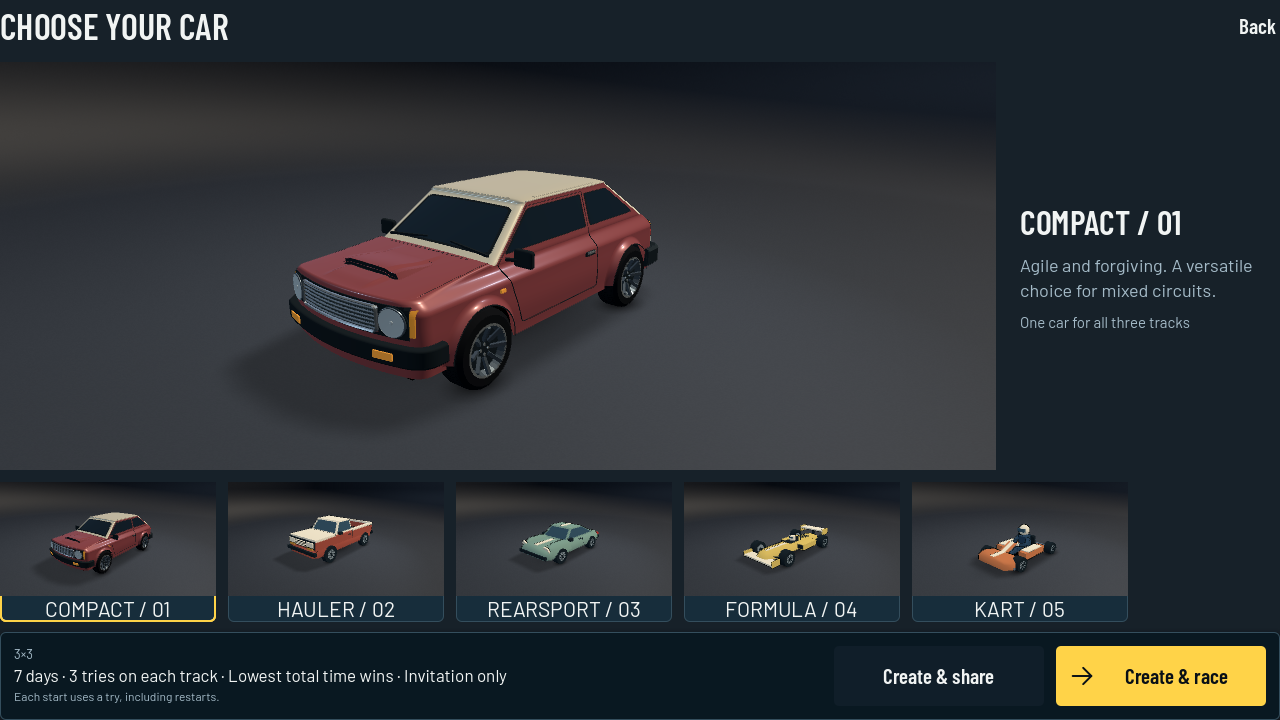 CHOOSE YOUR CAR
Back
COMPACT / 01
Agile and forgiving. A versatile
choice for mixed circuits.
One car for all three tracks
COMPACT / 01
HAULER / 02
REARSPORT / 03
FORMULA / 04
KART / 05
3×3
7 days · 3 tries on each track · Lowest total time wins · Invitation only
Each start uses a try, including restarts.
Create & share
Create & race